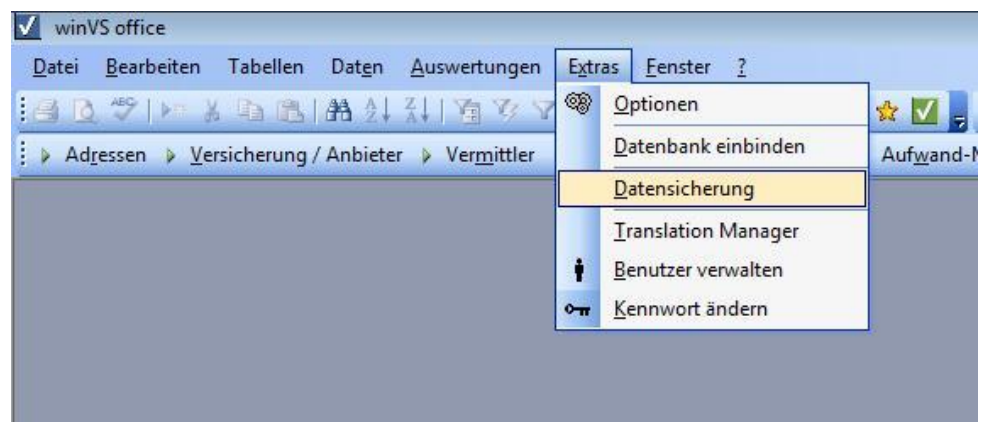 winVS office
Datei Bearbeiten Tabellen Daten Auswertungen Extras Fenster ?
ABC A Z Z A
Adressen Versicherung / Anbieter Vermittler Aufwand-
Optionen
Datenbank einbinden
Datensicherung
Translation Manager
Benutzer verwalten
Kennwort ändern